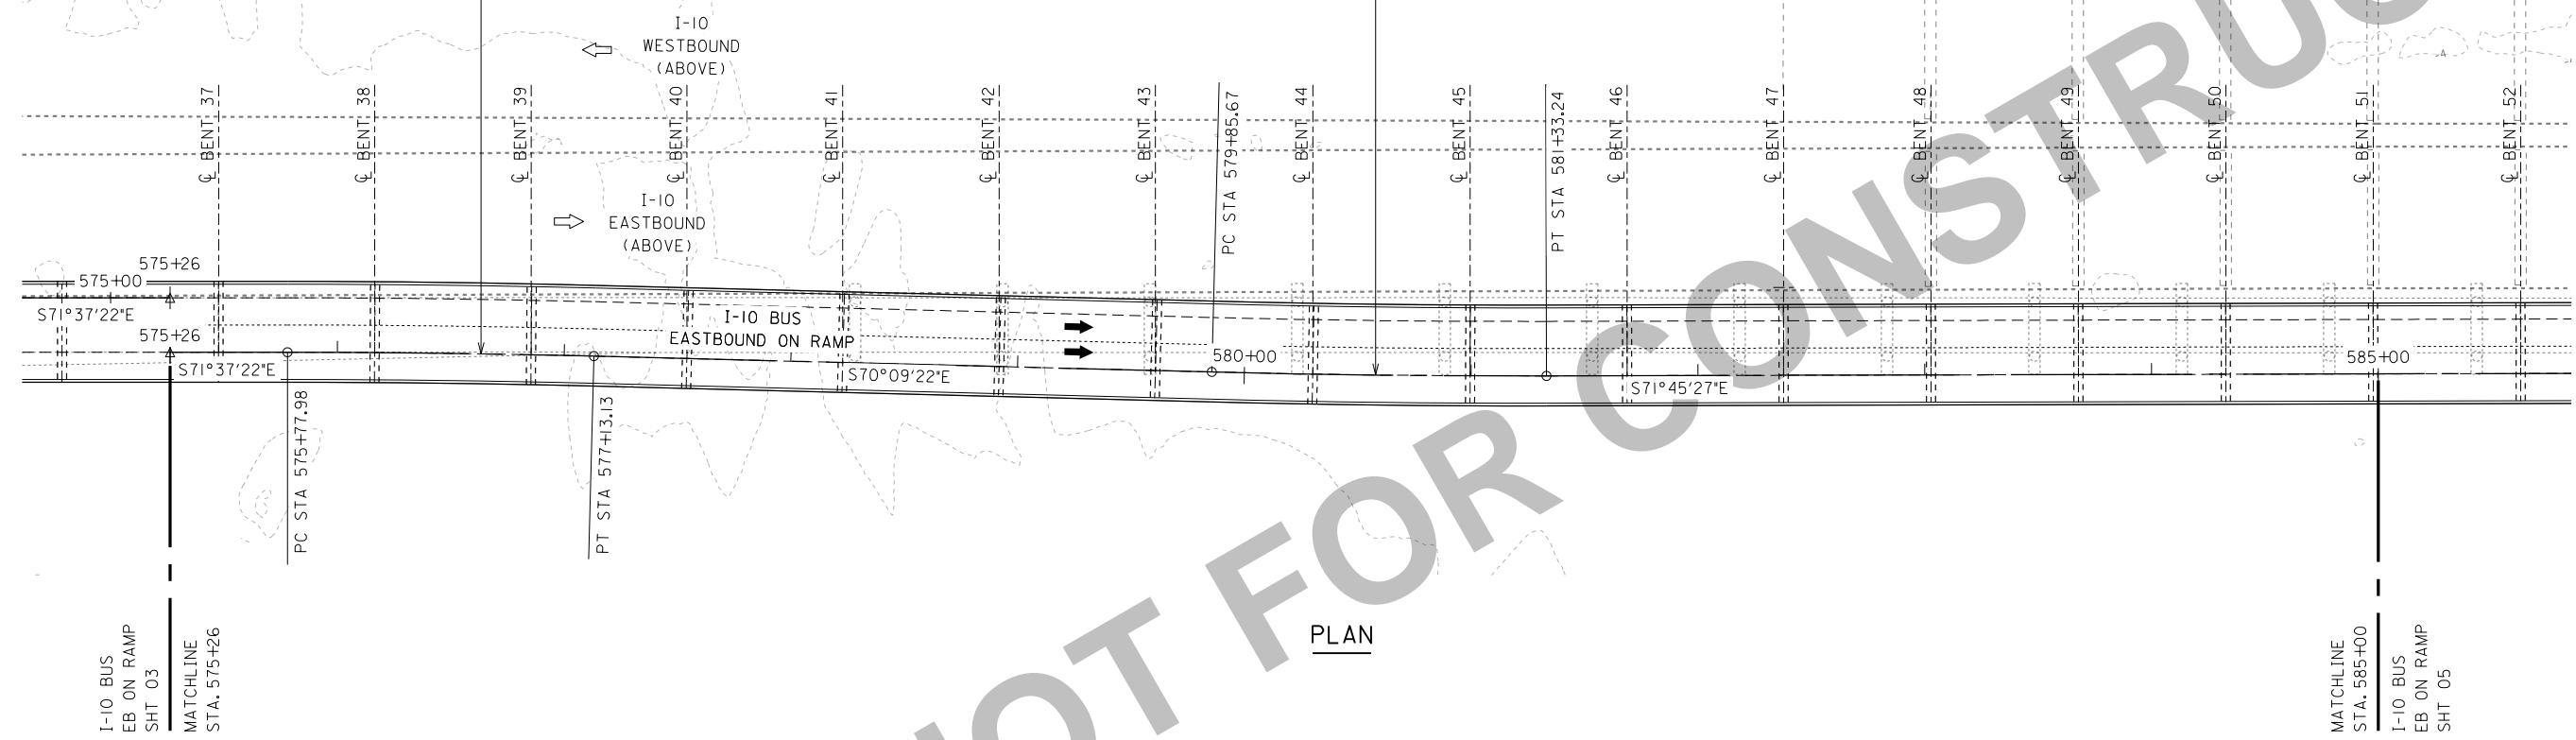 I-10
WESTBOUND
(ABOVE)
℄ BENT 37
℄ BENT 38
℄ BENT 39
℄ BENT 40
℄ BENT 41
℄ BENT 42
℄ BENT 43
PC STA 579+85.67
℄ BENT 44
℄ BENT 45
PT STA 581+33.24
℄ BENT 46
℄ BENT 47
℄ BENT 48
℄ BENT 49
℄ BENT 50
℄ BENT 51
℄ BENT 52
4
I-10
EASTBOUND
(ABOVE)
575+26
575+00
S71°37'22"E
575+26
S71°37'22"E
I-10 BUS
EASTBOUND ON RAMP
S70°09'22"E
580+00
S71°45'27"E
585+00
PC STA 575+77.98
PT STA 577+13.13
PLAN
I-10 BUS
EB ON RAMP
SHT 03
MATCHLINE
STA. 575+26
MATCHLINE
STA. 585+00
I-10 BUS
EB ON RAMP
SHT 05